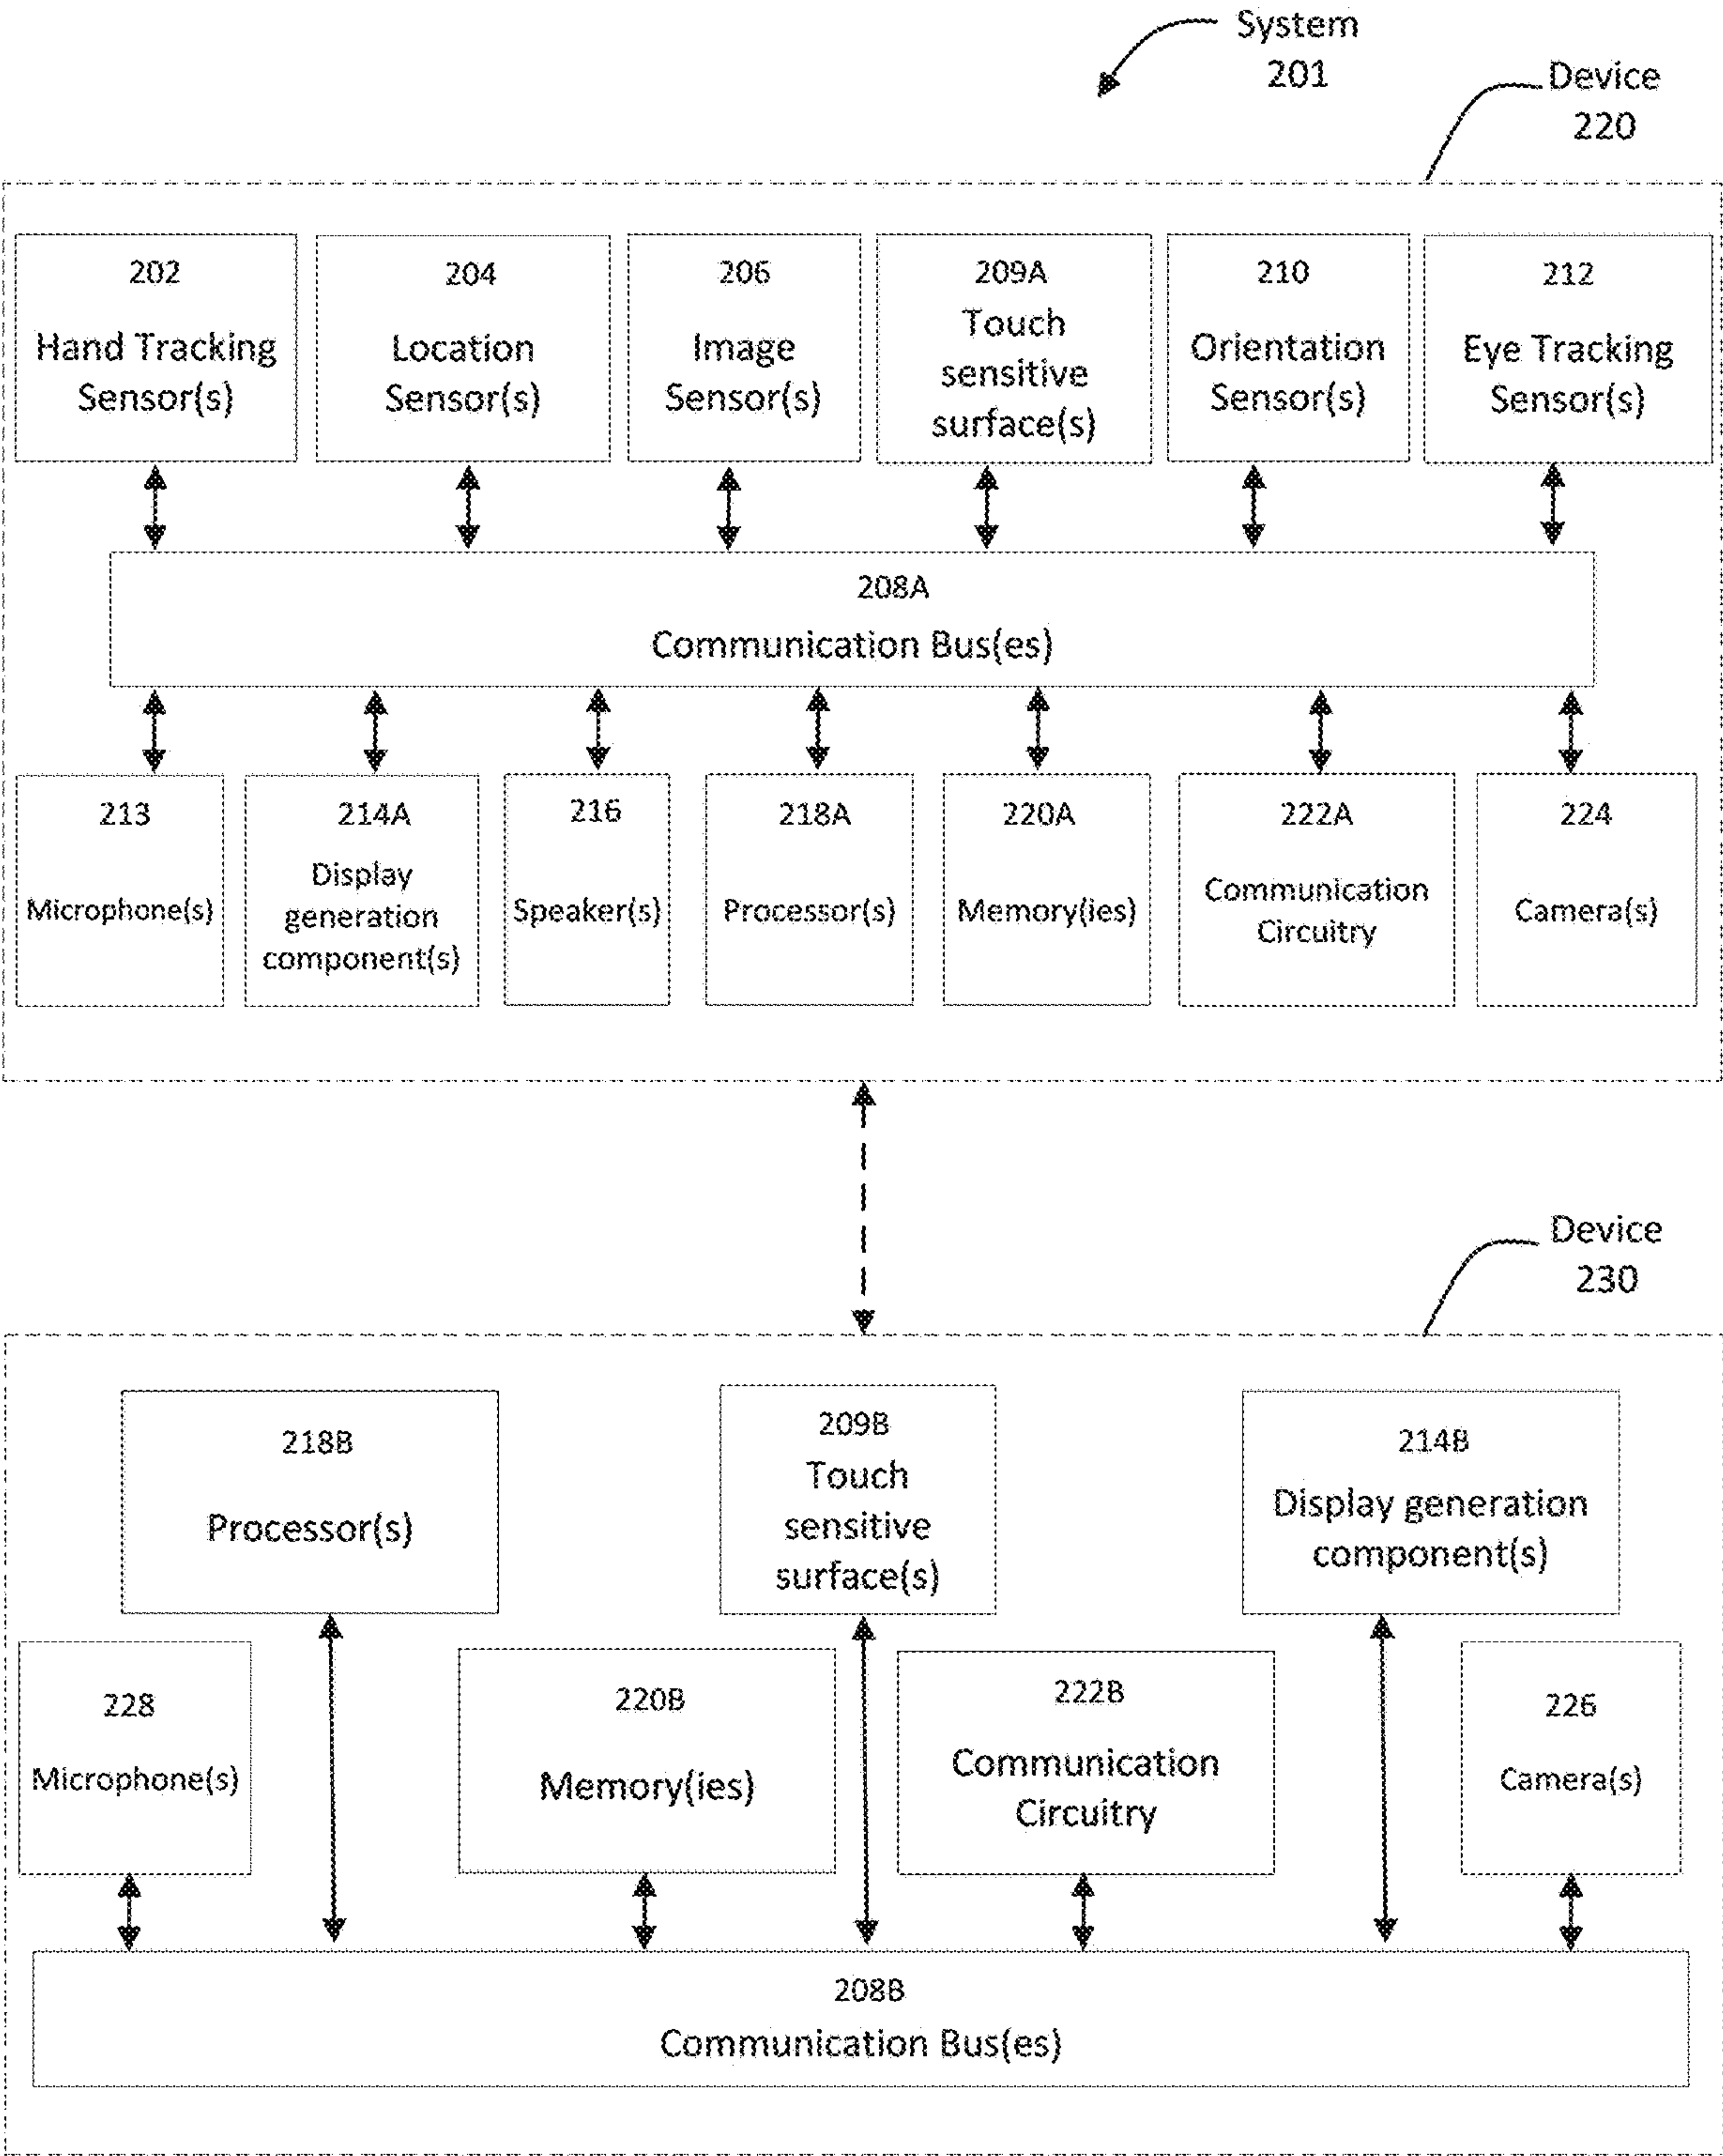 System
201
Device
220
202
Hand Tracking
Sensor(s)
204
Location
Sensor(s)
206
Image
Sensor(s)
209A
Touch
sensitive
surface(s)
210
Orientation
Sensor(s)
212
Eye Tracking
Sensor(s)
208A
Communication Bus(es)
213
Microphone(s)
214A
Display
generation
component(s)
216
Speaker(s)
218A
Processor(s)
220A
Memory(ies)
222A
Communication
Circuitry
224
Camera(s)
Device
230
218B
Processor(s)
209B
Touch
sensitive
surface(s)
214B
Display generation
component(s)
228
Microphone(s)
220B
Memory(ies)
222B
Communication
Circuitry
226
Camera(s)
208B
Communication Bus(es)